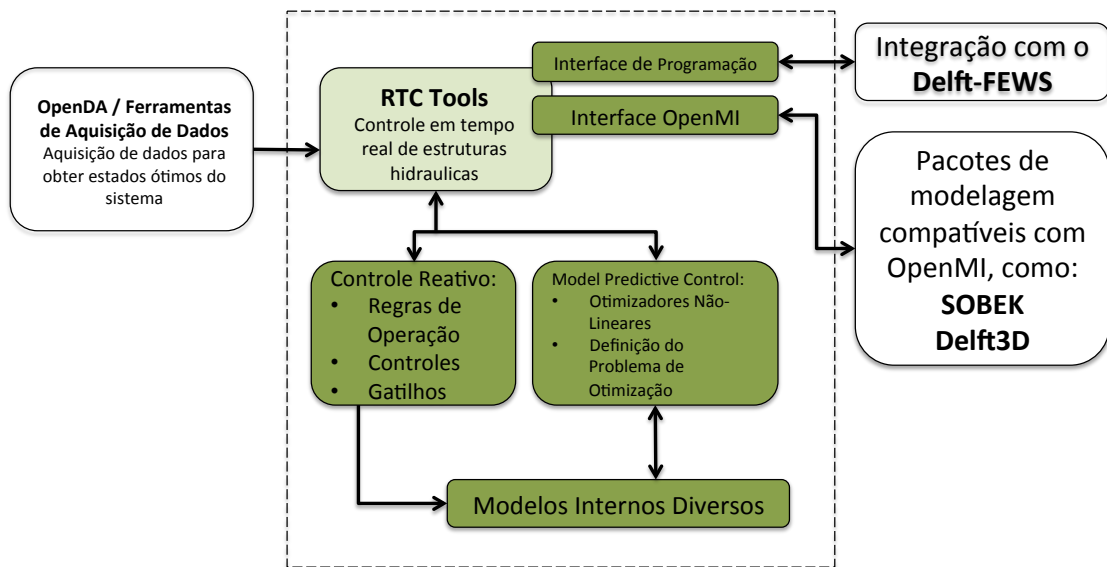 OpenDA / Ferramentas
de Aquisição de Dados
Aquisição de dados para
obter estados ótimos do
sistema
RTC Tools
Controle em tempo
real de estruturas
hidraulicas
Interface de Programação
Interface OpenMI
Integração com o
Delft-FEWS
Pacotes de
modelagem
compatíveis com
OpenMI, como:
SOBEK
Delft3D
Controle Reativo:
• Regras de
Operação
• Controles
• Gatilhos
Model Predictive Control:
• Otimizadores Não-
Lineares
• Definição do
Problema de
Otimização
Modelos Internos Diversos